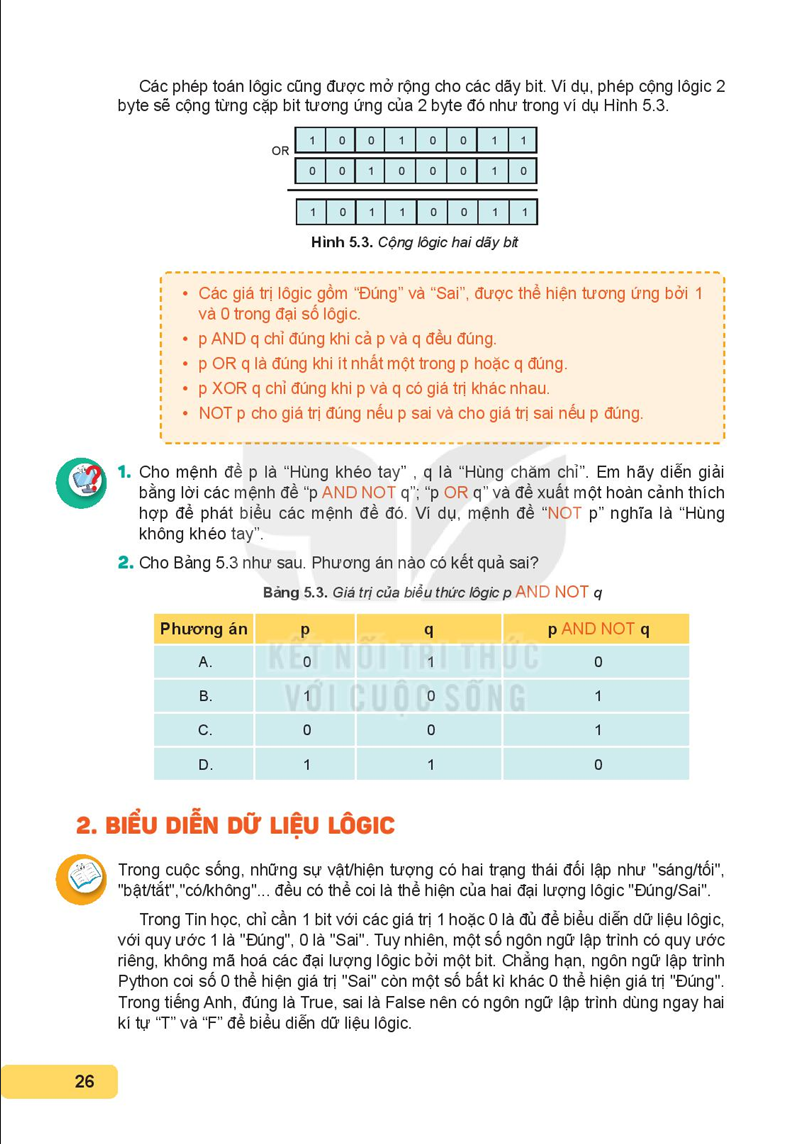 Các phép toán lôgic cũng được mở rộng cho các dãy bit. Ví dụ, phép cộng lôgic 2
byte sẽ cộng từng cặp bit tương ứng của 2 byte đó như trong ví dụ Hình 5.3.
OR
1 0 0 1 0 0 1 1
0 0 1 0 0 0 1 0
1 0 1 1 0 0 1 1
Hình 5.3. Cộng lôgic hai dãy bit
• Các giá trị lôgic gồm “Đúng” và “Sai”, được thể hiện tương ứng bởi 1
và 0 trong đại số lôgic.
• p AND q chỉ đúng khi cả p và q đều đúng.
• p OR q là đúng khi ít nhất một trong p hoặc q đúng.
• p XOR q chỉ đúng khi p và q có giá trị khác nhau.
• NOT p cho giá trị đúng nếu p sai và cho giá trị sai nếu p đúng.
1. Cho mệnh đề p là “Hùng khéo tay” , q là “Hùng chăm chỉ”. Em hãy diễn giải
bằng lời các mệnh đề “p AND NOT q”; “p OR q” và đề xuất một hoàn cảnh thích
hợp để phát biểu các mệnh đề đó. Ví dụ, mệnh đề “NOT p” nghĩa là “Hùng
không khéo tay”.
2. Cho Bảng 5.3 như sau. Phương án nào có kết quả sai?
Bảng 5.3. Giá trị của biểu thức lôgic p AND NOT q
Phương án p q p AND NOT q
A. 0 1 0
B. 1 0 1
C. 0 0 1
D. 1 1 0
KẾT NỐI TRI THỨC
VỚI CUỘC SỐNG
2. BIỂU DIỄN DỮ LIỆU LÔGIC
Trong cuộc sống, những sự vật/hiện tượng có hai trạng thái đối lập như "sáng/tối",
"bật/tắt","có/không"... đều có thể coi là thể hiện của hai đại lượng lôgic "Đúng/Sai".
Trong Tin học, chỉ cần 1 bit với các giá trị 1 hoặc 0 là đủ để biểu diễn dữ liệu lôgic,
với quy ước 1 là "Đúng", 0 là "Sai". Tuy nhiên, một số ngôn ngữ lập trình có quy ước
riêng, không mã hoá các đại lượng lôgic bởi một bit. Chẳng hạn, ngôn ngữ lập trình
Python coi số 0 thể hiện giá trị "Sai" còn một số bất kì khác 0 thể hiện giá trị "Đúng".
Trong tiếng Anh, đúng là True, sai là False nên có ngôn ngữ lập trình dùng ngay hai
kí tự “T” và “F” để biểu diễn dữ liệu lôgic.
26